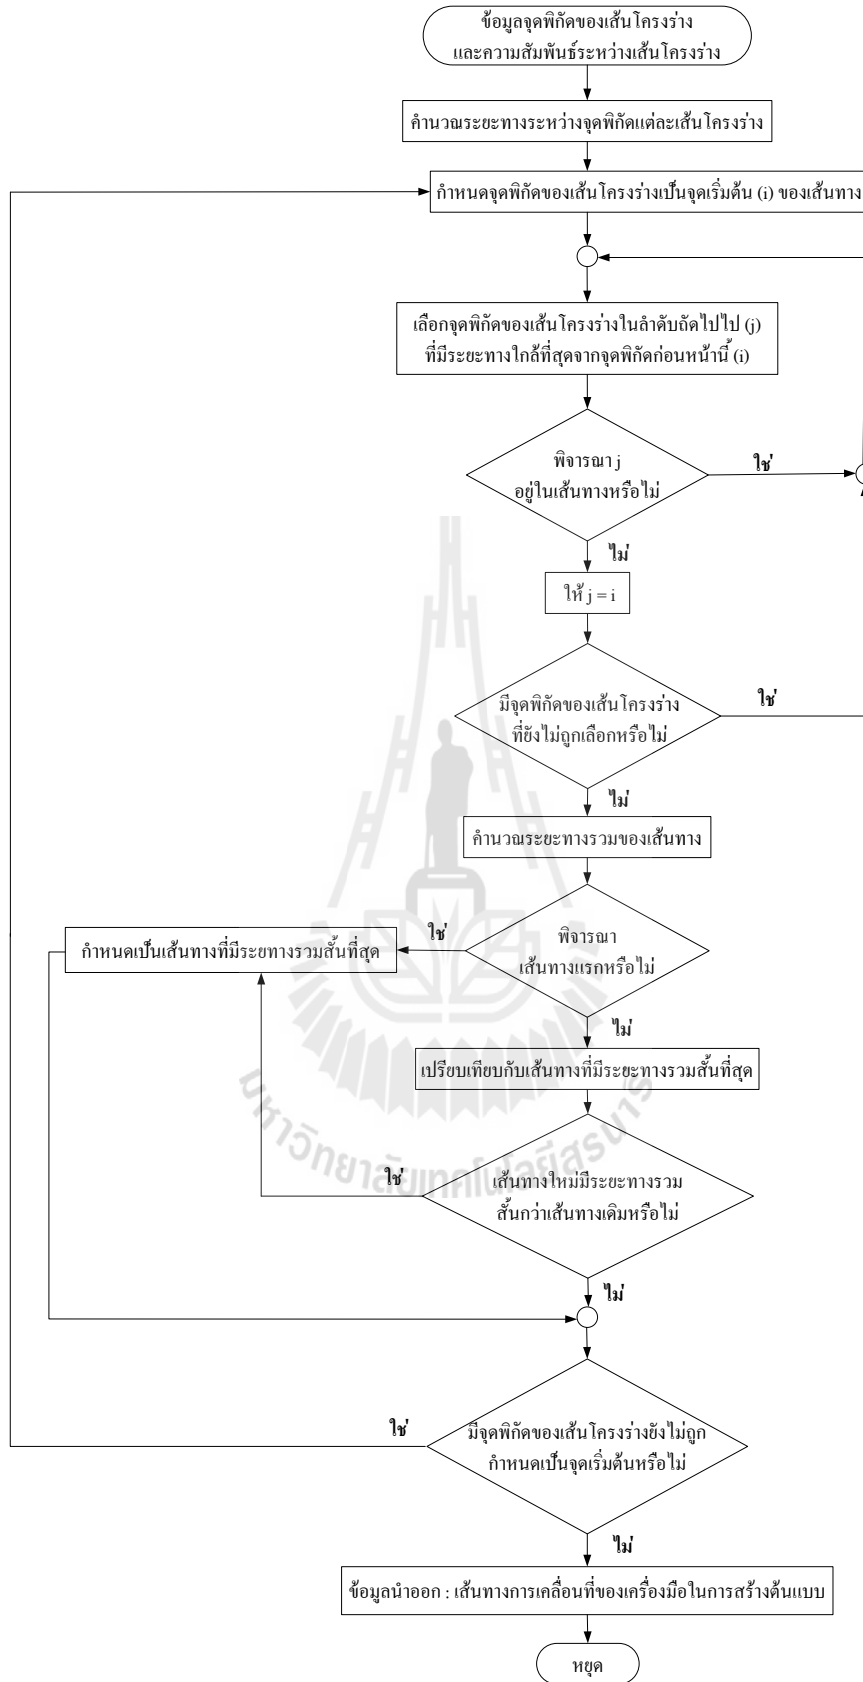 ข้อมูลจุดพิกัดของเส้นโครงร่าง
และความสัมพันธ์ระหว่างเส้นโครงร่าง
คำนวณระยะทางระหว่างจุดพิกัดแต่ละเส้นโครงร่าง
กำหนดจุดพิกัดของเส้นโครงร่างเป็นจุดเริ่มต้น (i) ของเส้นทาง
เลือกจุดพิกัดของเส้นโครงร่างในลำดับถัดไปไป (j)
ที่มีระยะทางใกล้ที่สุดจากจุดพิกัดก่อนหน้านี้ (i)
พิจารณา j
อยู่ในเส้นทางหรือไม่
ใช่
ไม่
ให้ j = i
มีจุดพิกัดของเส้นโครงร่าง
ที่ยังไม่ถูกเลือกหรือไม่
ใช่
ไม่
คำนวณระยะทางรวมของเส้นทาง
พิจารณา
เส้นทางแรกหรือไม่
ใช่
กำหนดเป็นเส้นทางที่มีระยทางรวมสั้นที่สุด
ไม่
เปรียบเทียบกับเส้นทางที่มีระยะทางรวมสั้นที่สุด
มหาวิทยาลัยเทคโนโลยีสุรนารี
เส้นทางใหม่มีระยะทางรวม
สั้นกว่าเส้นทางเดิมหรือไม่
ใช่
ไม่
มีจุดพิกัดของเส้นโครงร่างยังไม่ถูก
กำหนดเป็นจุดเริ่มต้นหรือไม่
ใช่
ไม่
ข้อมูลนำออก : เส้นทางการเคลื่อนที่ของเครื่องมือในการสร้างต้นแบบ
หยุด